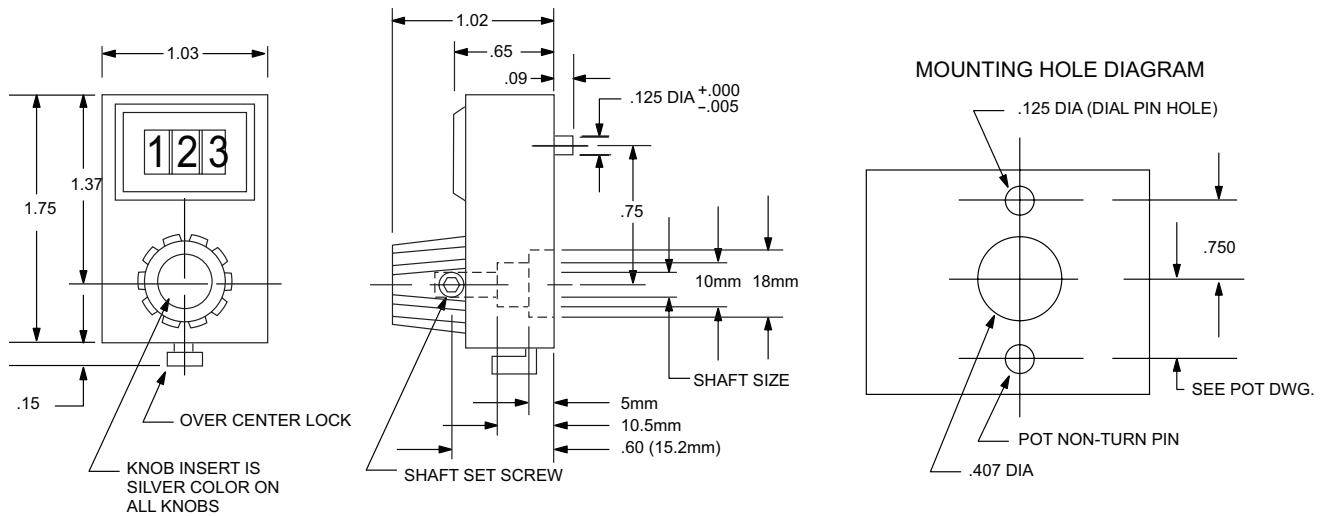 1.03
1.75
1.37
123
.15
OVER CENTER LOCK
KNOB INSERT IS
SILVER COLOR ON
ALL KNOBS
1.02
.65
.09
.125 DIA +.000
-.005
.75
10mm 18mm
SHAFT SIZE
5mm
10.5mm
.60 (15.2mm)
SHAFT SET SCREW
MOUNTING HOLE DIAGRAM
.125 DIA (DIAL PIN HOLE)
.750
SEE POT DWG.
POT NON-TURN PIN
.407 DIA